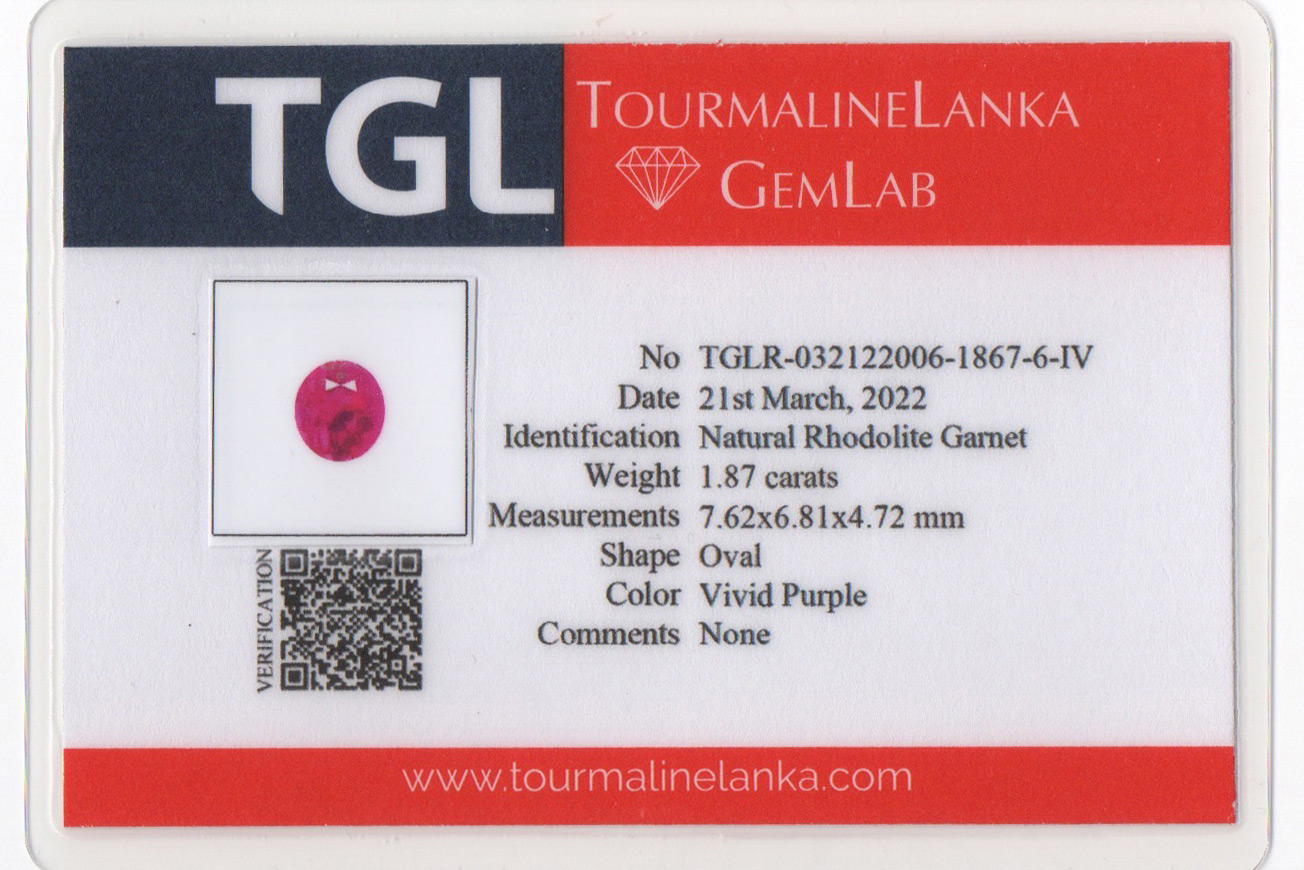 TGL
TOURMALINELANKA
GEMLAB
No TGLR-032122006-1867-6-IV
Date 21st March, 2022
Identification Natural Rhodolite Garnet
Weight 1.87 carats
Measurements 7.62x6.81x4.72 mm
Shape Oval
Color Vivid Purple
Comments None
VERIFICATION
www.tourmalinelanka.com